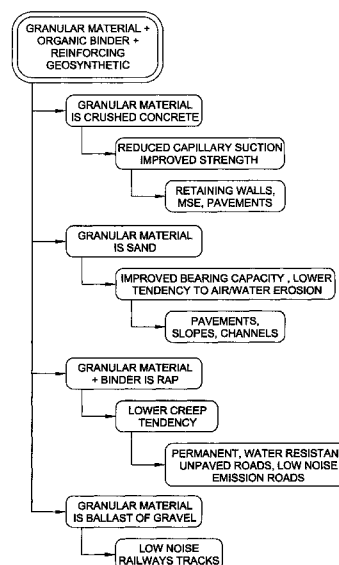 GRANULAR MATERIAL +
ORGANIC BINDER +
REINFORCING
GEOSYNTHETIC
GRANULAR MATERIAL
IS CRUSHED CONCRETE
REDUCED CAPILLARY SUCTION
IMPROVED STRENGTH
RETAINING WALLS,
MSE, PAVEMENTS
GRANULAR MATERIAL
IS SAND
IMPROVED BEARING CAPACITY , LOWER
TENDENCY TO AIR/WATER EROSION
PAVEMENTS,
SLOPES, CHANNELS
GRANULAR MATERIAL
+ BINDER IS RAP
LOWER CREEP
TENDENCY
PERMANENT, WATER RESISTAN
UNPAVED ROADS, LOW NOISE
EMISSION ROADS
GRANULAR MATERIAL
IS BALLAST OF GRAVEL
LOW NOISE
RAILWAYS TRACKS